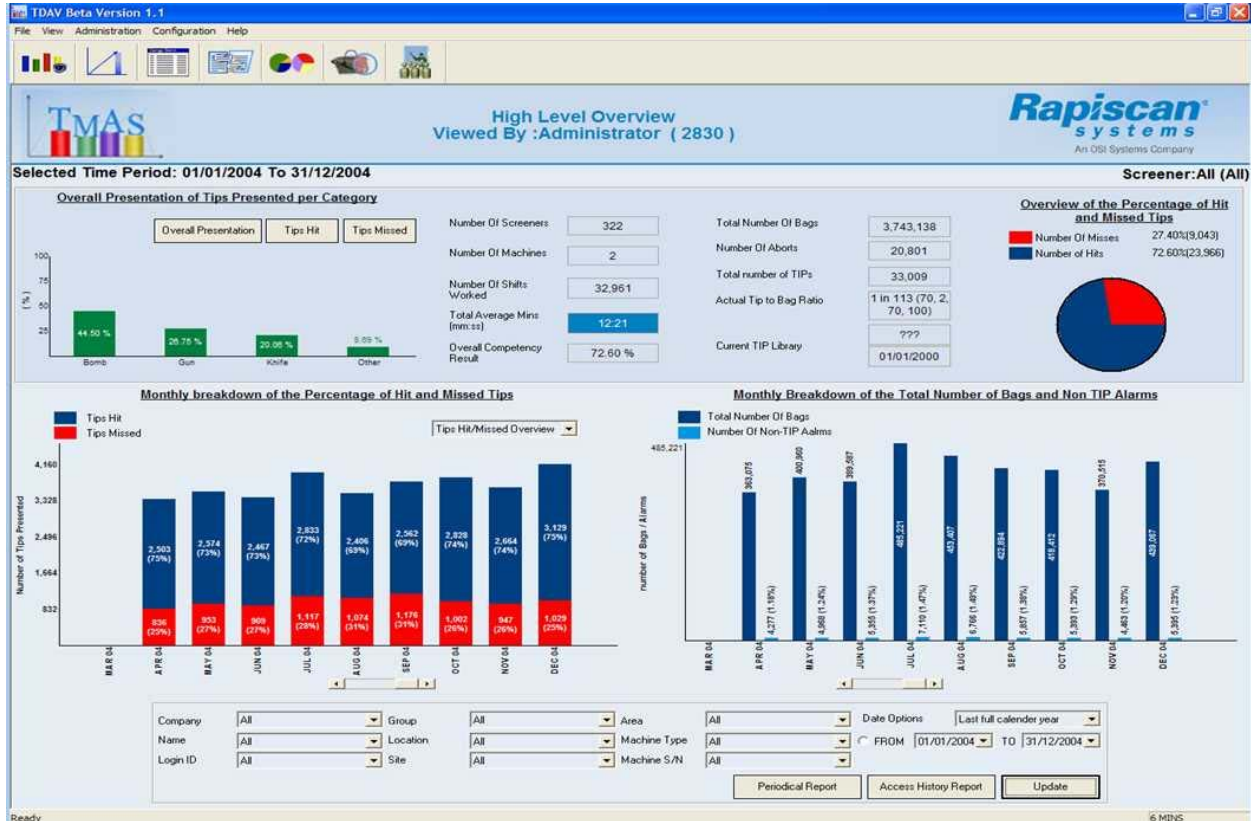 TDAV Beta Version 1.1
File View Administration Configuration Help
TMAS
High Level Overview
Viewed By :Administrator ( 2830 )
Rapiscan
systems
An OSI Systems Company
Selected Time Period: 01/01/2004 To 31/12/2004
Screener:All (All)
Overall Presentation of Tips Presented per Category
Overall Presentation Tips Hit Tips Missed
100
75
50
25
( % )
44.50 %
26.75 %
20.06 %
8.69 %
Bomb Gun Knife Other
Number Of Screeners 322
Number Of Machines 2
Number Of Shifts
Worked 32,961
Total Average Mins
(mm:ss) 12:21
Overall Competency
Result 72.60 %
Total Number Of Bags 3,743,138
Number Of Aborts 20,801
Total number of TIPs 33,009
Actual Tip to Bag Ratio 1 in 113 (70, 2,
70, 100)
Current TIP Library ???
01/01/2000
Overview of the Percentage of Hit
and Missed Tips
Number Of Misses 27.40%(9,043)
Number of Hits 72.60%(23,966)
Monthly breakdown of the Percentage of Hit and Missed Tips
Tips Hit
Tips Missed
Tips Hit/Missed Overview
Number of Tips Presented
4,160
3,328
2,496
1,664
832
2,503
(75%)
2,574
(73%)
2,467
(73%)
2,833
(72%)
2,406
(69%)
2,562
(69%)
2,828
(74%)
2,664
(74%)
3,129
(75%)
836
(25%)
953
(27%)
909
(27%)
1,117
(28%)
1,074
(31%)
1,176
(31%)
1,002
(26%)
947
(26%)
1,029
(25%)
MAR 04 APR 04 MAY 04 JUN 04 JUL 04 AUG 04 SEP 04 OCT 04 NOV 04 DEC 04
Monthly Breakdown of the Total Number of Bags and Non TIP Alarms
Total Number Of Bags
Number Of Non-TIP Aalrms
number of Bags / Alarms
485,221
363,075
4,277 (1.18%)
400,960
4,968 (1.24%)
389,587
5,355 (1.37%)
485,221
7,110 (1.47%)
453,407
6,766 (1.49%)
422,894
5,857 (1.38%)
418,412
5,393 (1.29%)
370,515
4,463 (1.20%)
439,067
5,395 (1.23%)
MAR 04 APR 04 MAY 04 JUN 04 JUL 04 AUG 04 SEP 04 OCT 04 NOV 04 DEC 04
Company All Group All Area All Date Options Last full calender year
Name All Location All Machine Type All FROM 01/01/2004 TO 31/12/2004
Login ID All Site All Machine S/N All
Periodical Report Access History Report Update
Ready 6 MINS